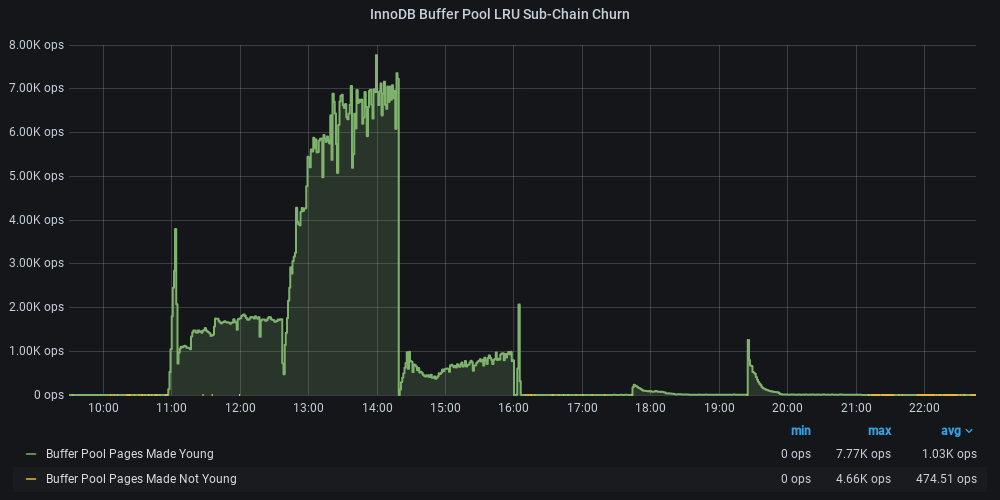 InnoDB Buffer Pool LRU Sub-Chain Churn
8.00K ops
7.00K ops
6.00K ops
5.00K ops
4.00K ops
3.00K ops
2.00K ops
1.00K ops
0 ops
10:00 11:00 12:00 13:00 14:00 15:00 16:00 17:00 18:00 19:00 20:00 21:00 22:00
min max avg
Buffer Pool Pages Made Young 0 ops 7.77K ops 1.03K ops
Buffer Pool Pages Made Not Young 0 ops 4.66K ops 474.51 ops